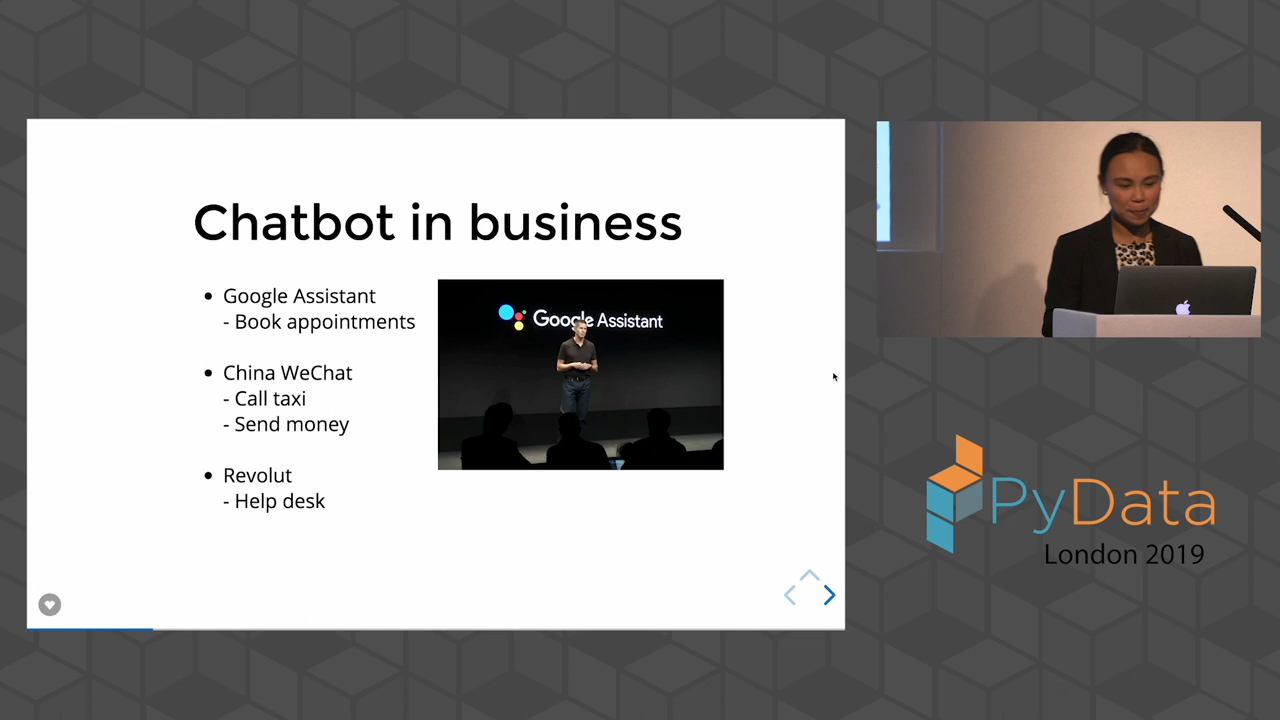 Chatbot in business
• Google Assistant
- Book appointments
• China WeChat
- Call taxi
- Send money
• Revolut
- Help desk
Google Assistant
PyData
London 2019